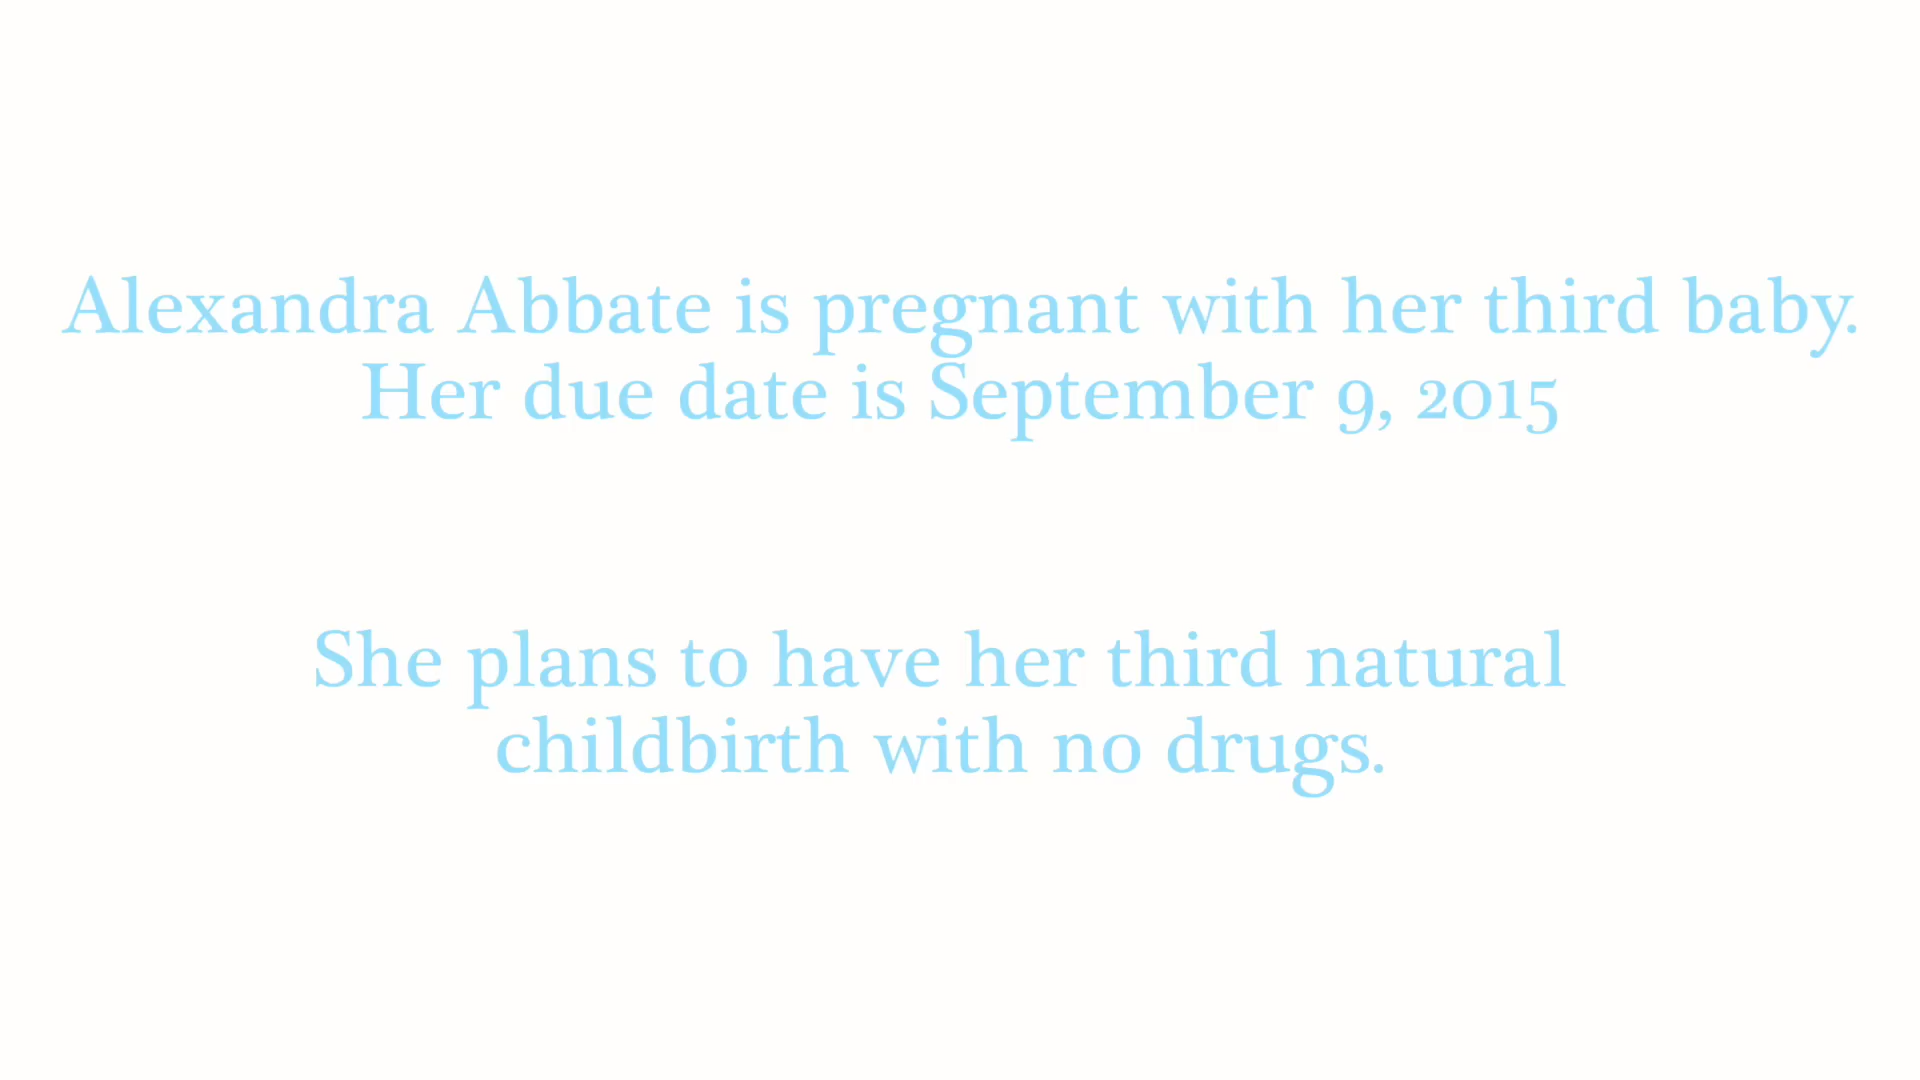 Alexandra Abbate is pregnant with her third baby.
Her due date is September 9, 2015
She plans to have her third natural
childbirth with no drugs.